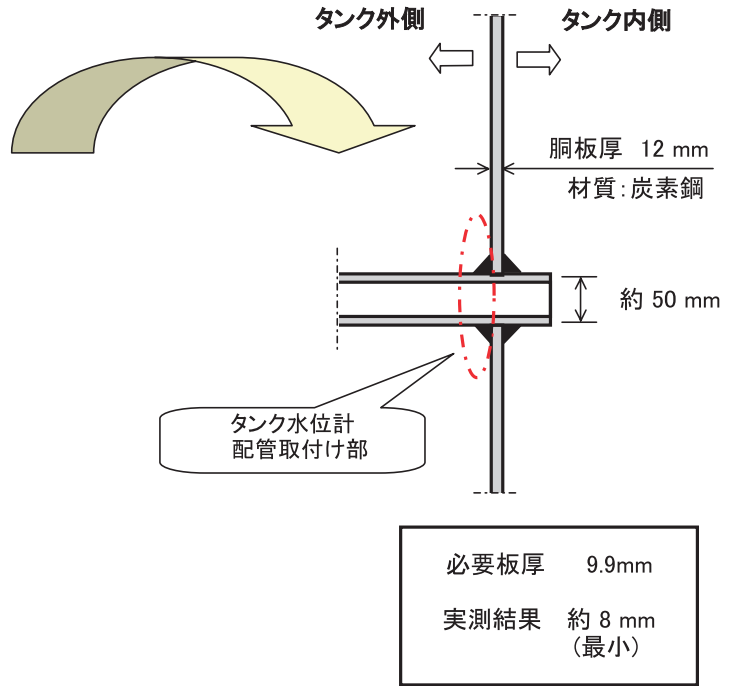 タンク外側
タンク内側
胴板厚 12 mm
材質:炭素鋼
約 50 mm
タンク水位計
配管取付け部
必要板厚 9.9mm
実測結果 約 8 mm
(最小)